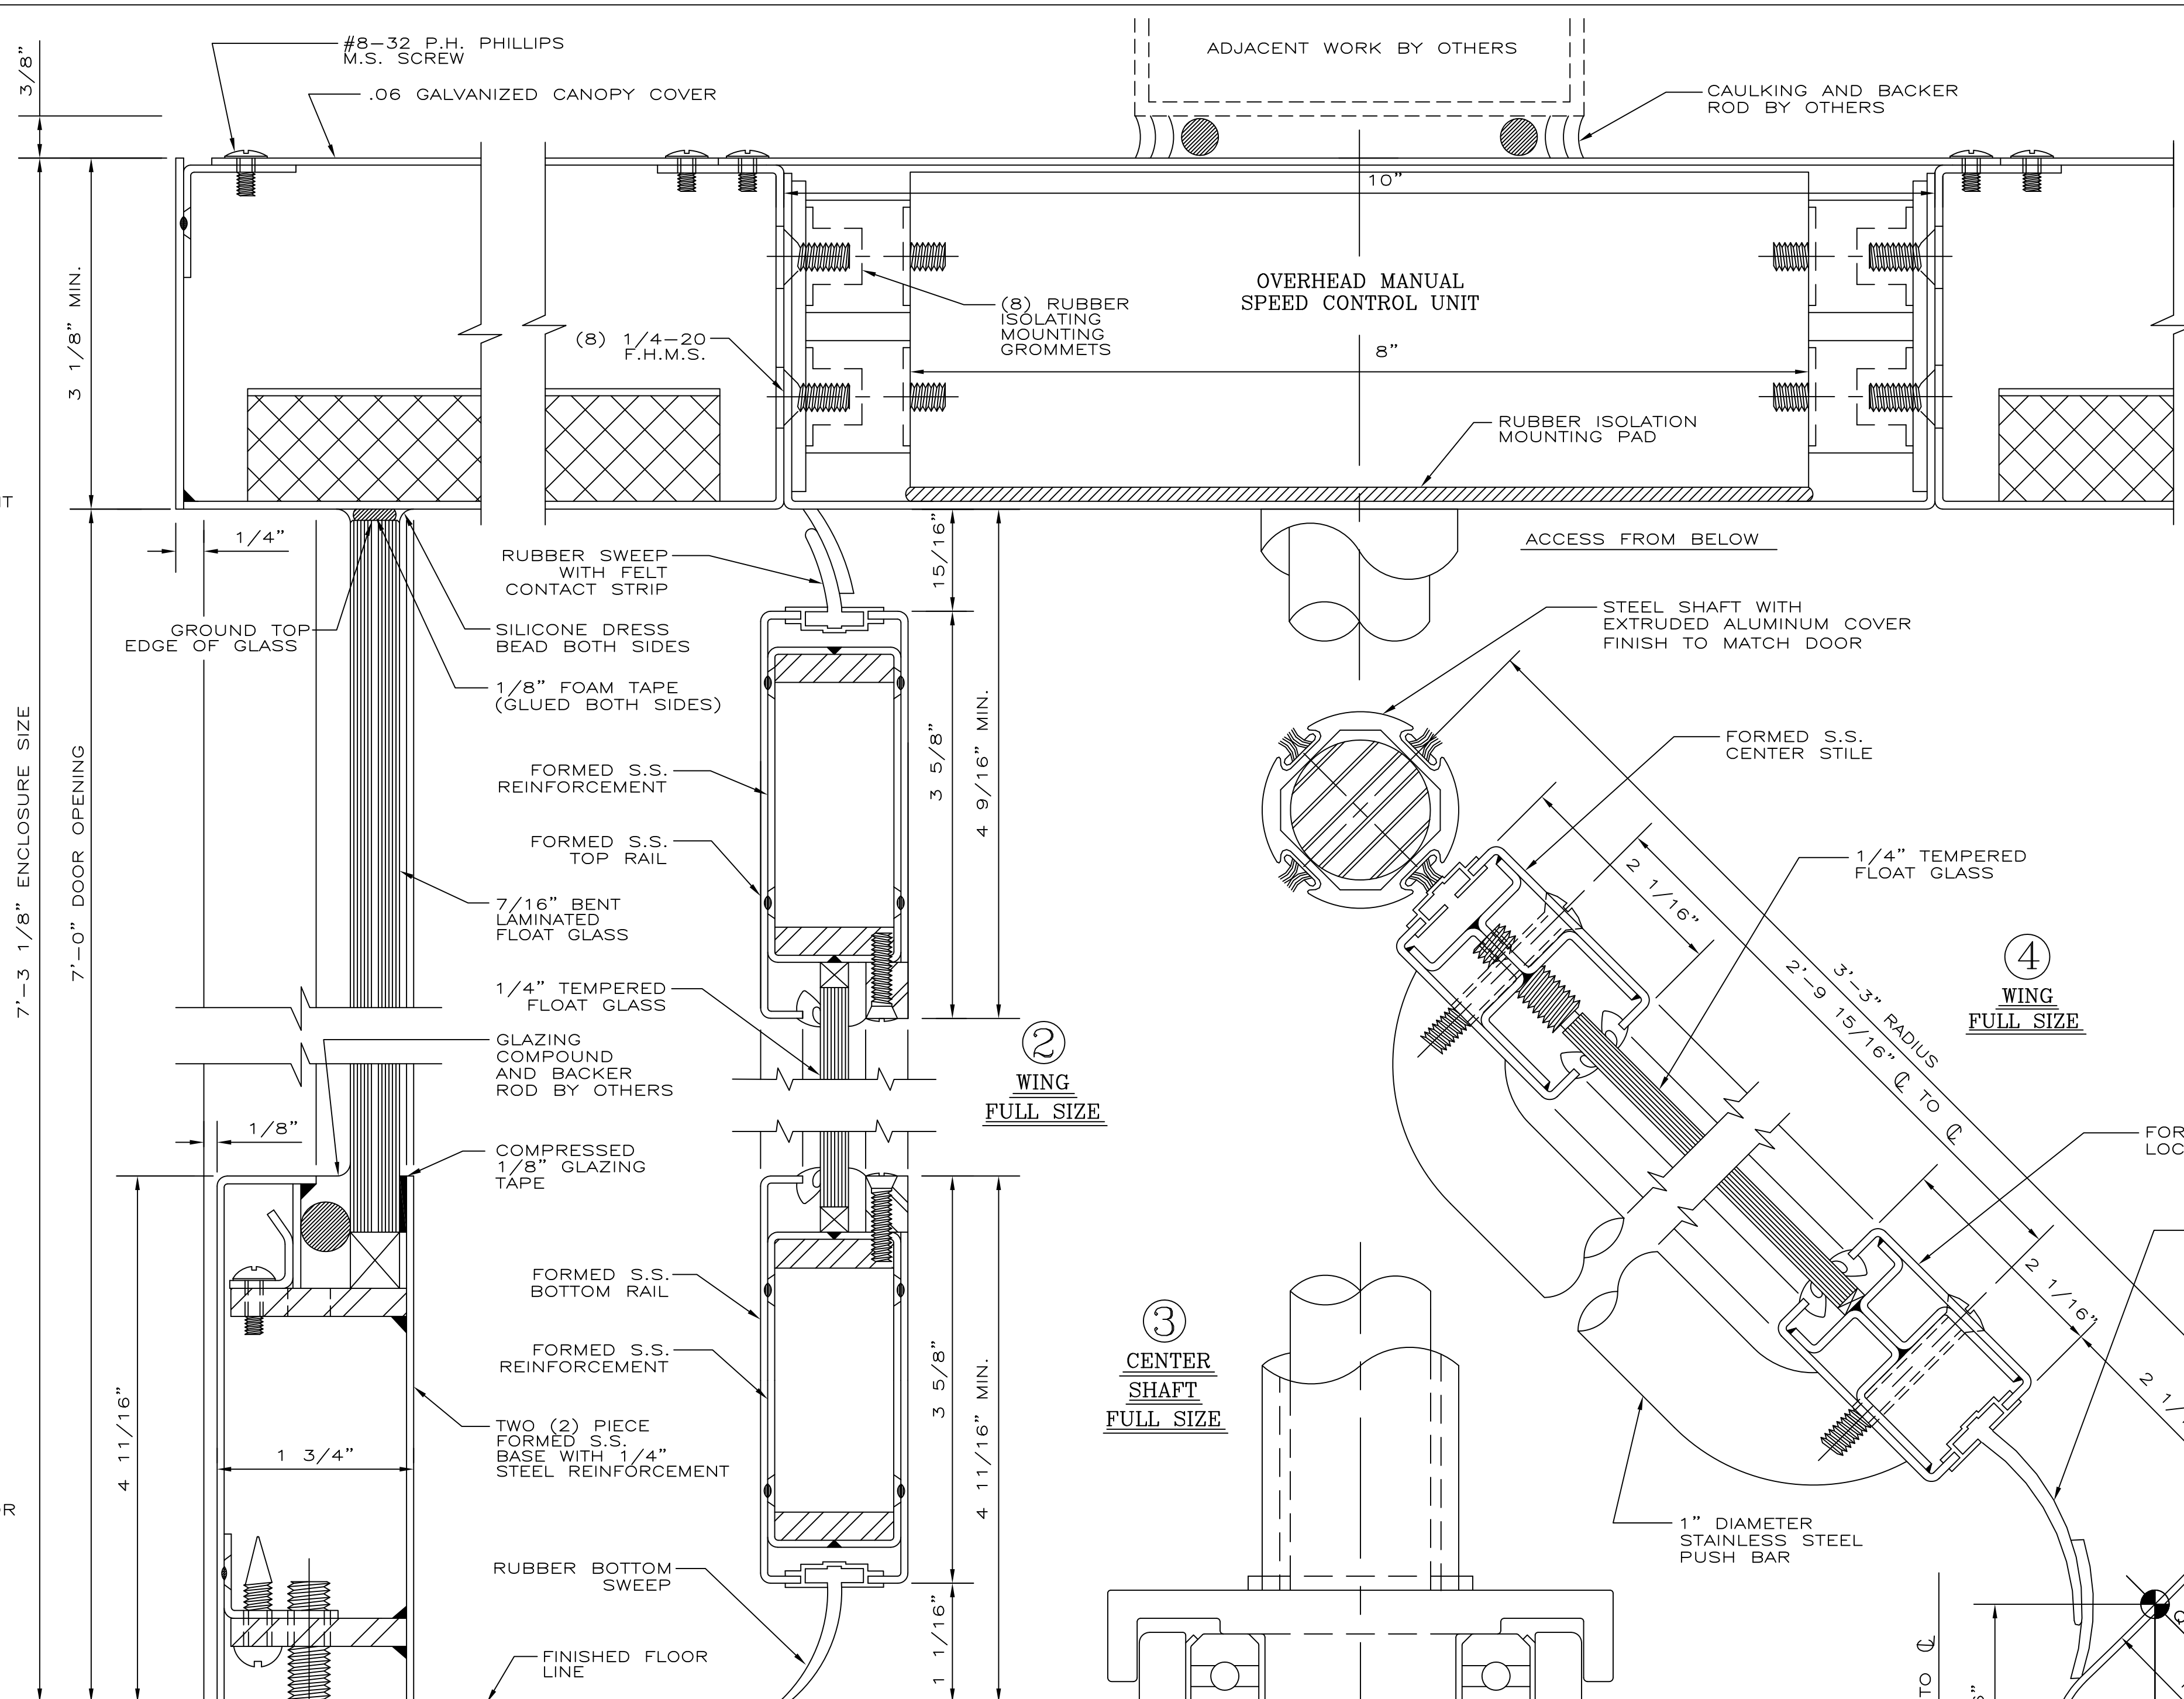 3/8"
#8-32 P.H. PHILLIPS
M.S. SCREW
.06 GALVANIZED CANOPY COVER
ADJACENT WORK BY OTHERS
CAULKING AND BACKER
ROD BY OTHERS
3 1/8" MIN.
10"
OVERHEAD MANUAL
SPEED CONTROL UNIT
(8) RUBBER
ISOLATING
MOUNTING
GROMMETS
(8) 1/4-20
F.H.M.S.
8"
RUBBER ISOLATION
MOUNTING PAD
1/4"
15/16"
ACCESS FROM BELOW
RUBBER SWEEP
WITH FELT
CONTACT STRIP
GROUND TOP
EDGE OF GLASS
SILICONE DRESS
BEAD BOTH SIDES
1/8" FOAM TAPE
(GLUED BOTH SIDES)
STEEL SHAFT WITH
EXTRUDED ALUMINUM COVER
FINISH TO MATCH DOOR
7'-3 1/8" ENCLOSURE SIZE
7'-0" DOOR OPENING
3 5/8"
4 9/16" MIN.
FORMED S.S.
REINFORCEMENT
FORMED S.S.
CENTER STILE
FORMED S.S.
TOP RAIL
2 1/16"
1/4" TEMPERED
FLOAT GLASS
7/16" BENT
LAMINATED
FLOAT GLASS
3'-3" RADIUS
2'-9 15/16" ℄ TO ℄
4
WING
FULL SIZE
1/4" TEMPERED
FLOAT GLASS
2
WING
FULL SIZE
GLAZING
COMPOUND
AND BACKER
ROD BY OTHERS
1/8"
COMPRESSED
1/8" GLAZING
TAPE
FORMED S.S.
BOTTOM RAIL
2 1/16"
3
CENTER
SHAFT
FULL SIZE
FORMED S.S.
REINFORCEMENT
3 5/8"
4 11/16" MIN.
4 11/16"
1 3/4"
TWO (2) PIECE
FORMED S.S.
BASE WITH 1/4"
STEEL REINFORCEMENT
1" DIAMETER
STAINLESS STEEL
PUSH BAR
RUBBER BOTTOM
SWEEP
1 1/16"
FINISHED FLOOR
LINE
TO ℄